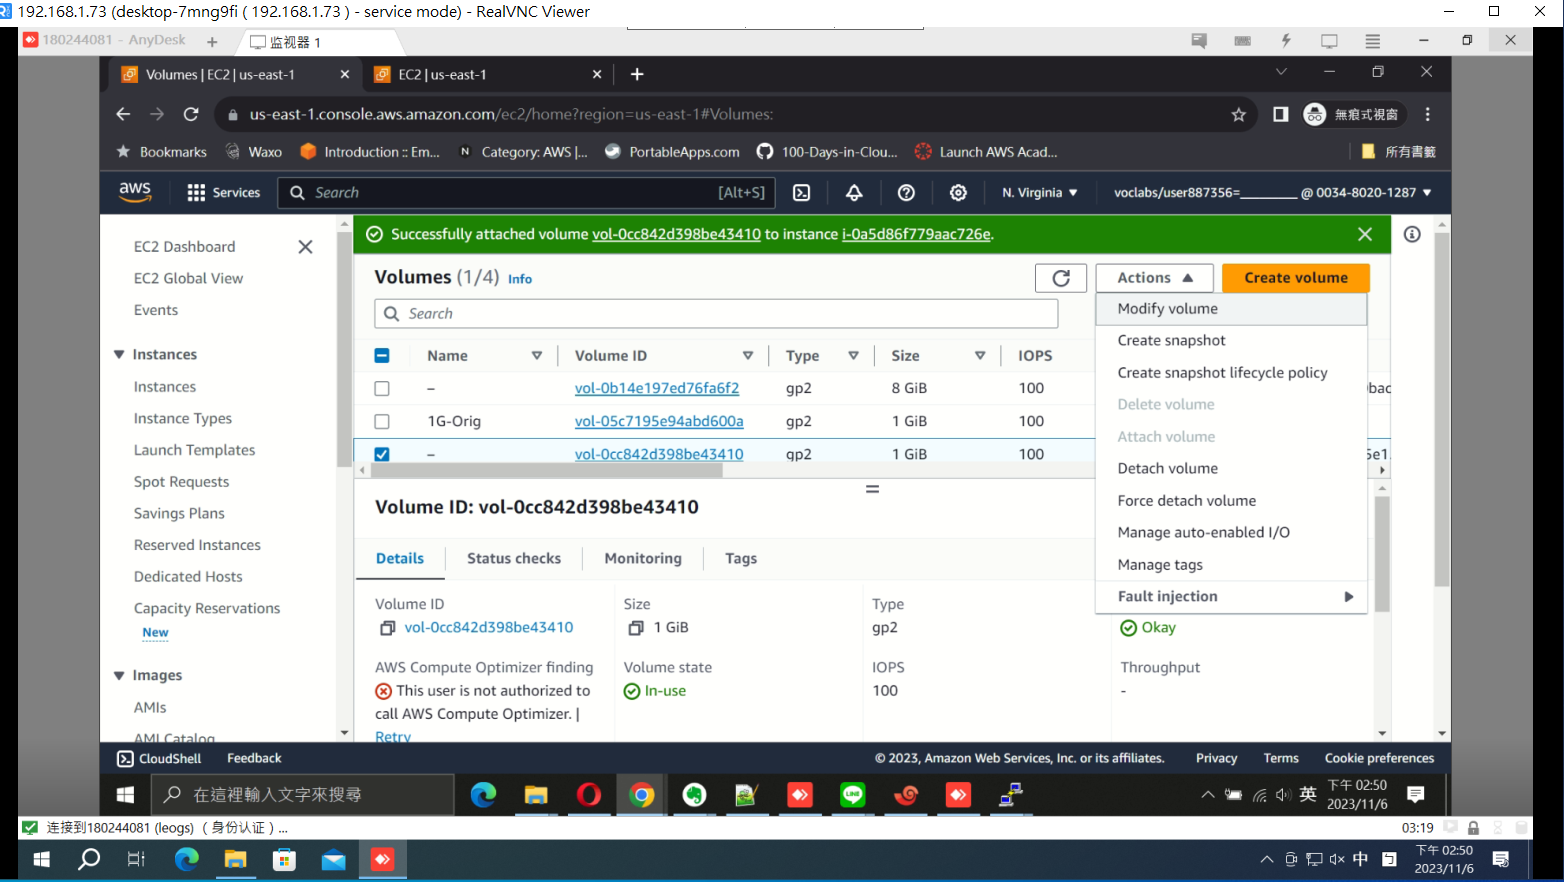 192.168.1.73 (desktop-7mng9fi ( 192.168.1.73 ) - service mode) - RealVNC Viewer
180244081 - AnyDesk
监视器 1
Volumes | EC2 | us-east-1
EC2 | us-east-1
us-east-1.console.aws.amazon.com/ec2/home?region=us-east-1#Volumes:
無痕式視窗
Bookmarks
Waxo
Introduction :: Em...
Category: AWS |...
PortableApps.com
100-Days-in-Clou...
Launch AWS Acad...
所有書籤
aws
Services
Search
[Alt+S]
N. Virginia
voclabs/user887356=_________ @ 0034-8020-1287
EC2 Dashboard
EC2 Global View
Events
Instances
Instances
Instance Types
Launch Templates
Spot Requests
Savings Plans
Reserved Instances
Dedicated Hosts
Capacity Reservations
New
Images
AMIs
AMI Catalog
Successfully attached volume vol-0cc842d398be43410 to instance i-0a5d86f779aac726e.
Volumes (1/4) Info
Actions
Create volume
Search
Name
Volume ID
Type
Size
IOPS
– vol-0b14e197ed76fa6f2 gp2 8 GiB 100
1G-Orig vol-05c7195e94abd600a gp2 1 GiB 100
– vol-0cc842d398be43410 gp2 1 GiB 100
Modify volume
Create snapshot
Create snapshot lifecycle policy
Delete volume
Attach volume
Detach volume
Force detach volume
Manage auto-enabled I/O
Manage tags
Fault injection
Volume ID: vol-0cc842d398be43410
Details
Status checks
Monitoring
Tags
Volume ID
vol-0cc842d398be43410
Size
1 GiB
Type
gp2
Okay
AWS Compute Optimizer finding
This user is not authorized to
call AWS Compute Optimizer. |
Retry
Volume state
In-use
IOPS
100
Throughput
-
CloudShell
Feedback
© 2023, Amazon Web Services, Inc. or its affiliates.
Privacy
Terms
Cookie preferences
在這裡輸入文字來搜尋
英
下午 02:50
2023/11/6
连接到180244081 (leogs) （身份认证）...
03:19
中
下午 02:50
2023/11/6